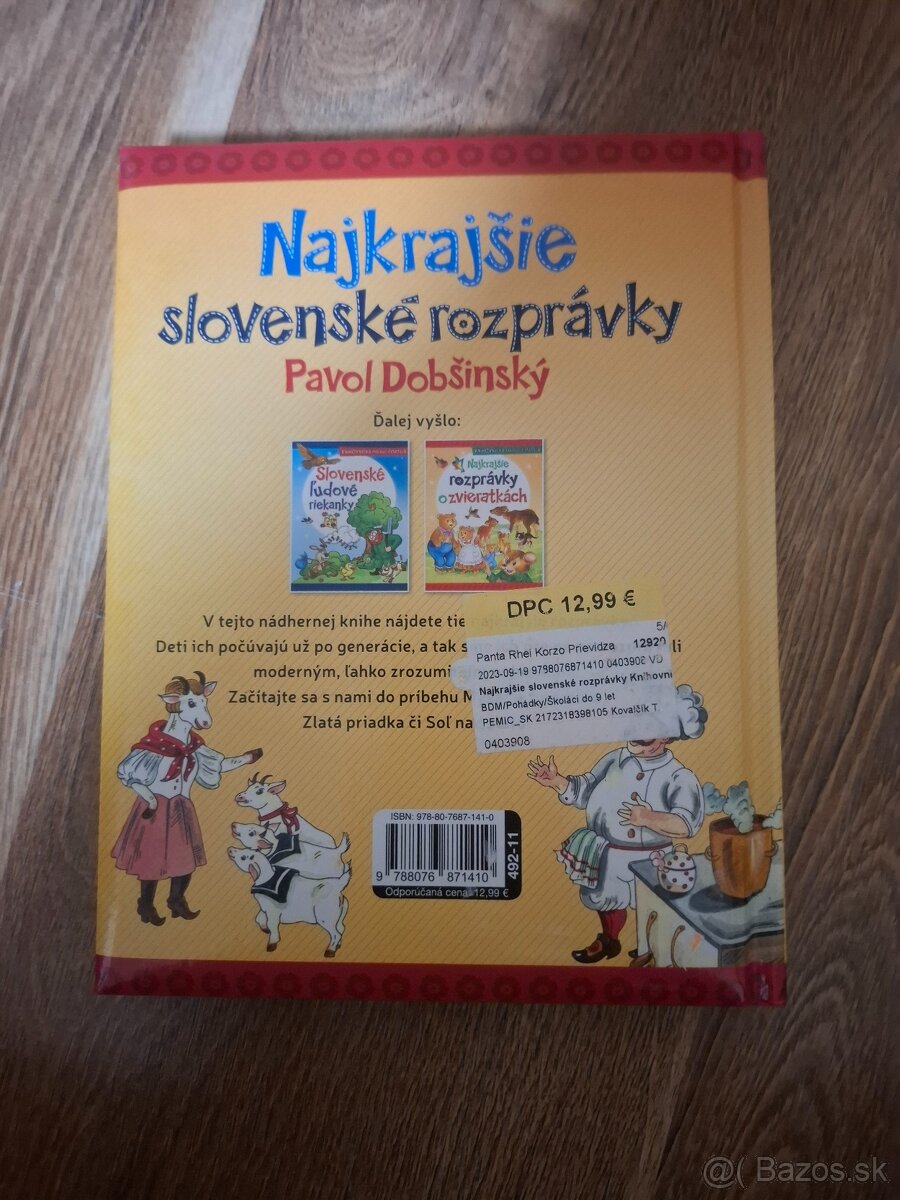 Najkrajšie
slovenské rozprávky
Pavol Dobšinský
Ďalej vyšlo:
Slovenské
ľudové
riekanky
Najkrajšie
rozprávky
o zvieratkách
V tejto nádhernej knihe nájdete tie
Deti ich počúvajú už po generácie, a tak s
moderným, ľahko zrozumi
Začítajte sa s nami do príbehu M
Zlatá priadka či Soľ na
DPC 12,99 €
5/
Panta Rhei Korzo Prievidza 12920
2023-09-19 9788076871410 0403908 VD
Najkrajšie slovenské rozprávky Knihovni
BDM/Pohádky/Školáci do 9 let
PEMIC_SK 2172318398105 Kovalšík T.
0403908
ISBN: 978-80-7687-141-0
9 788076 871410
492-11
Odporúčaná cena: 12,99 €
@( Bazos.sk